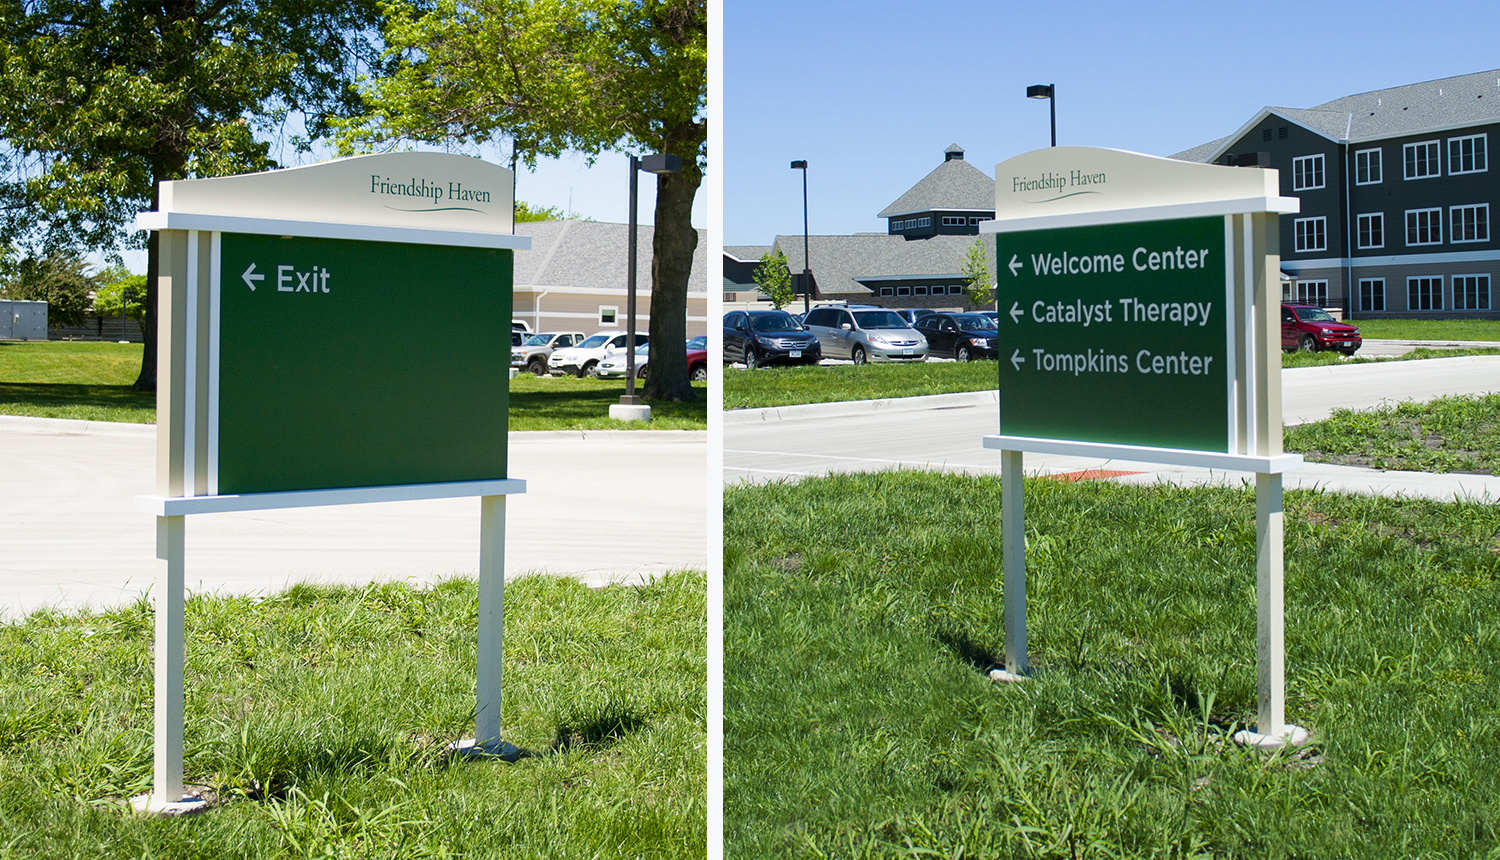 Friendship Haven
← Exit
Friendship Haven
← Welcome Center
← Catalyst Therapy
← Tompkins Center